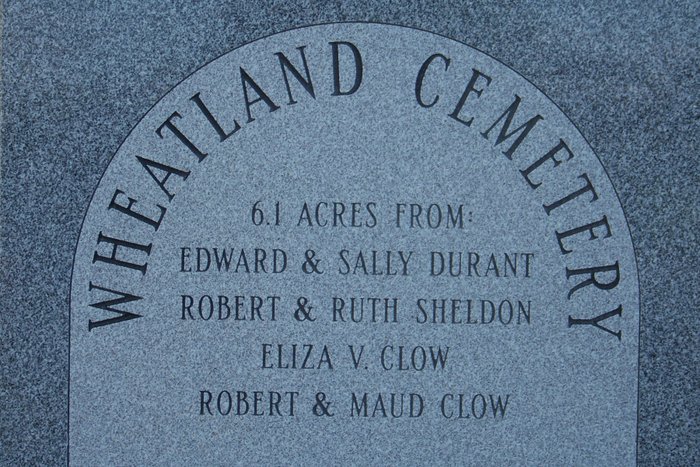 WHEATLAND CEMETERY
6.1 ACRES FROM:
EDWARD & SALLY DURANT
ROBERT & RUTH SHELDON
ELIZA V. CLOW
ROBERT & MAUD CLOW